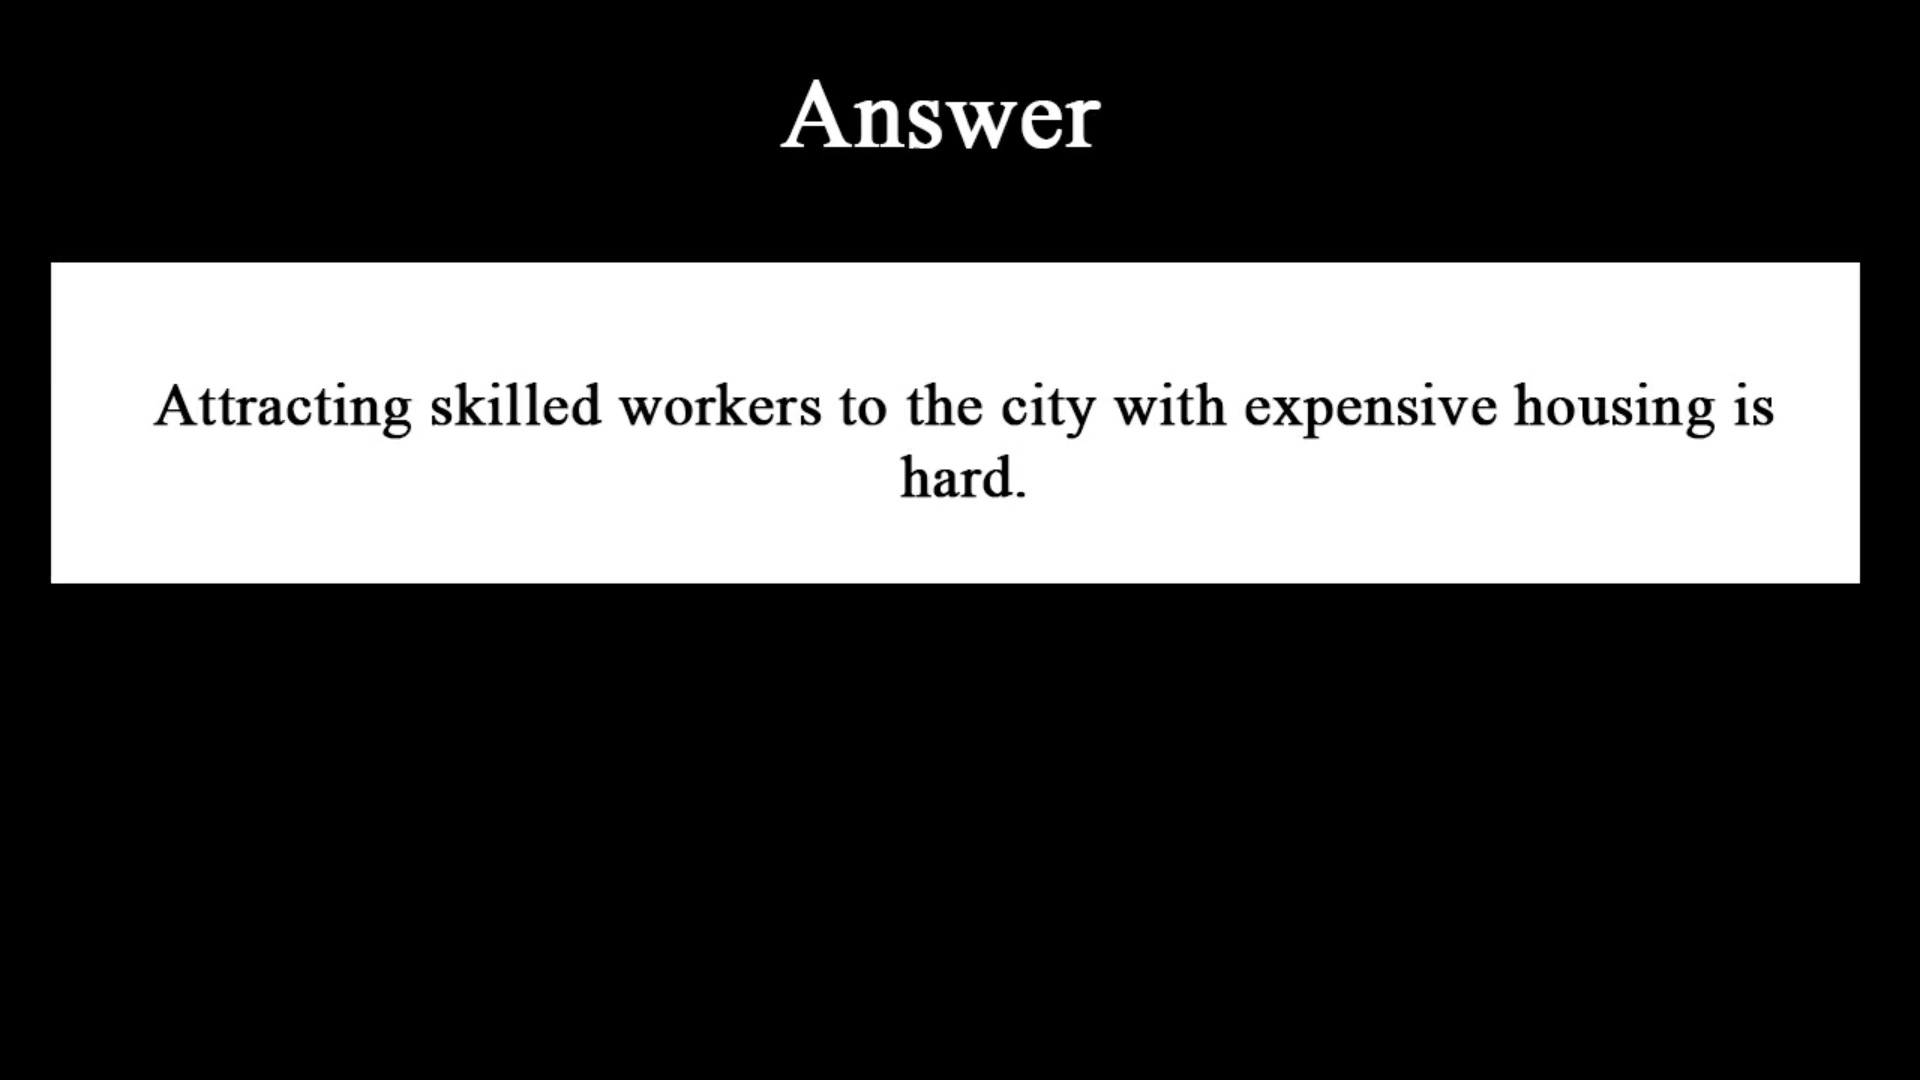 Answer
Attracting skilled workers to the city with expensive housing is
hard.